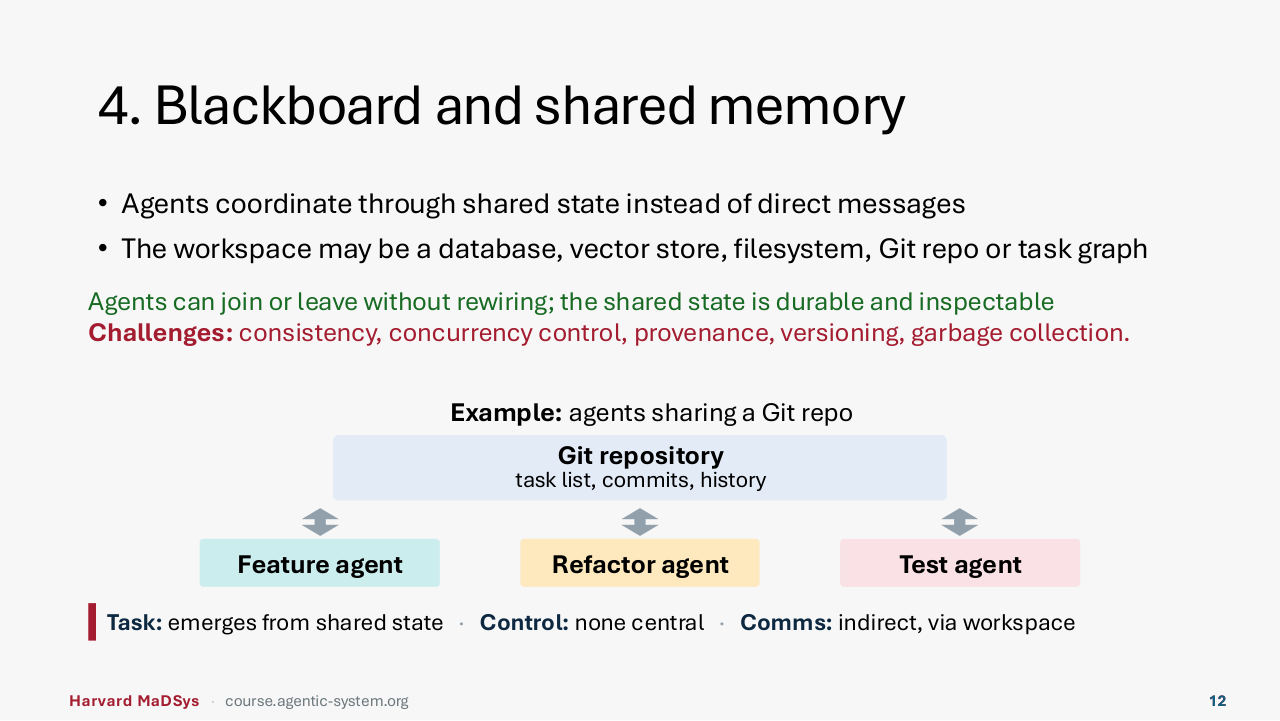 4. Blackboard and shared memory
• Agents coordinate through shared state instead of direct messages
• The workspace may be a database, vector store, filesystem, Git repo or task graph
Agents can join or leave without rewiring; the shared state is durable and inspectable
Challenges: consistency, concurrency control, provenance, versioning, garbage collection.
Example: agents sharing a Git repo
Git repository
task list, commits, history
Feature agent
Refactor agent
Test agent
Task: emerges from shared state · Control: none central · Comms: indirect, via workspace
Harvard MaDSys · course.agentic-system.org
12